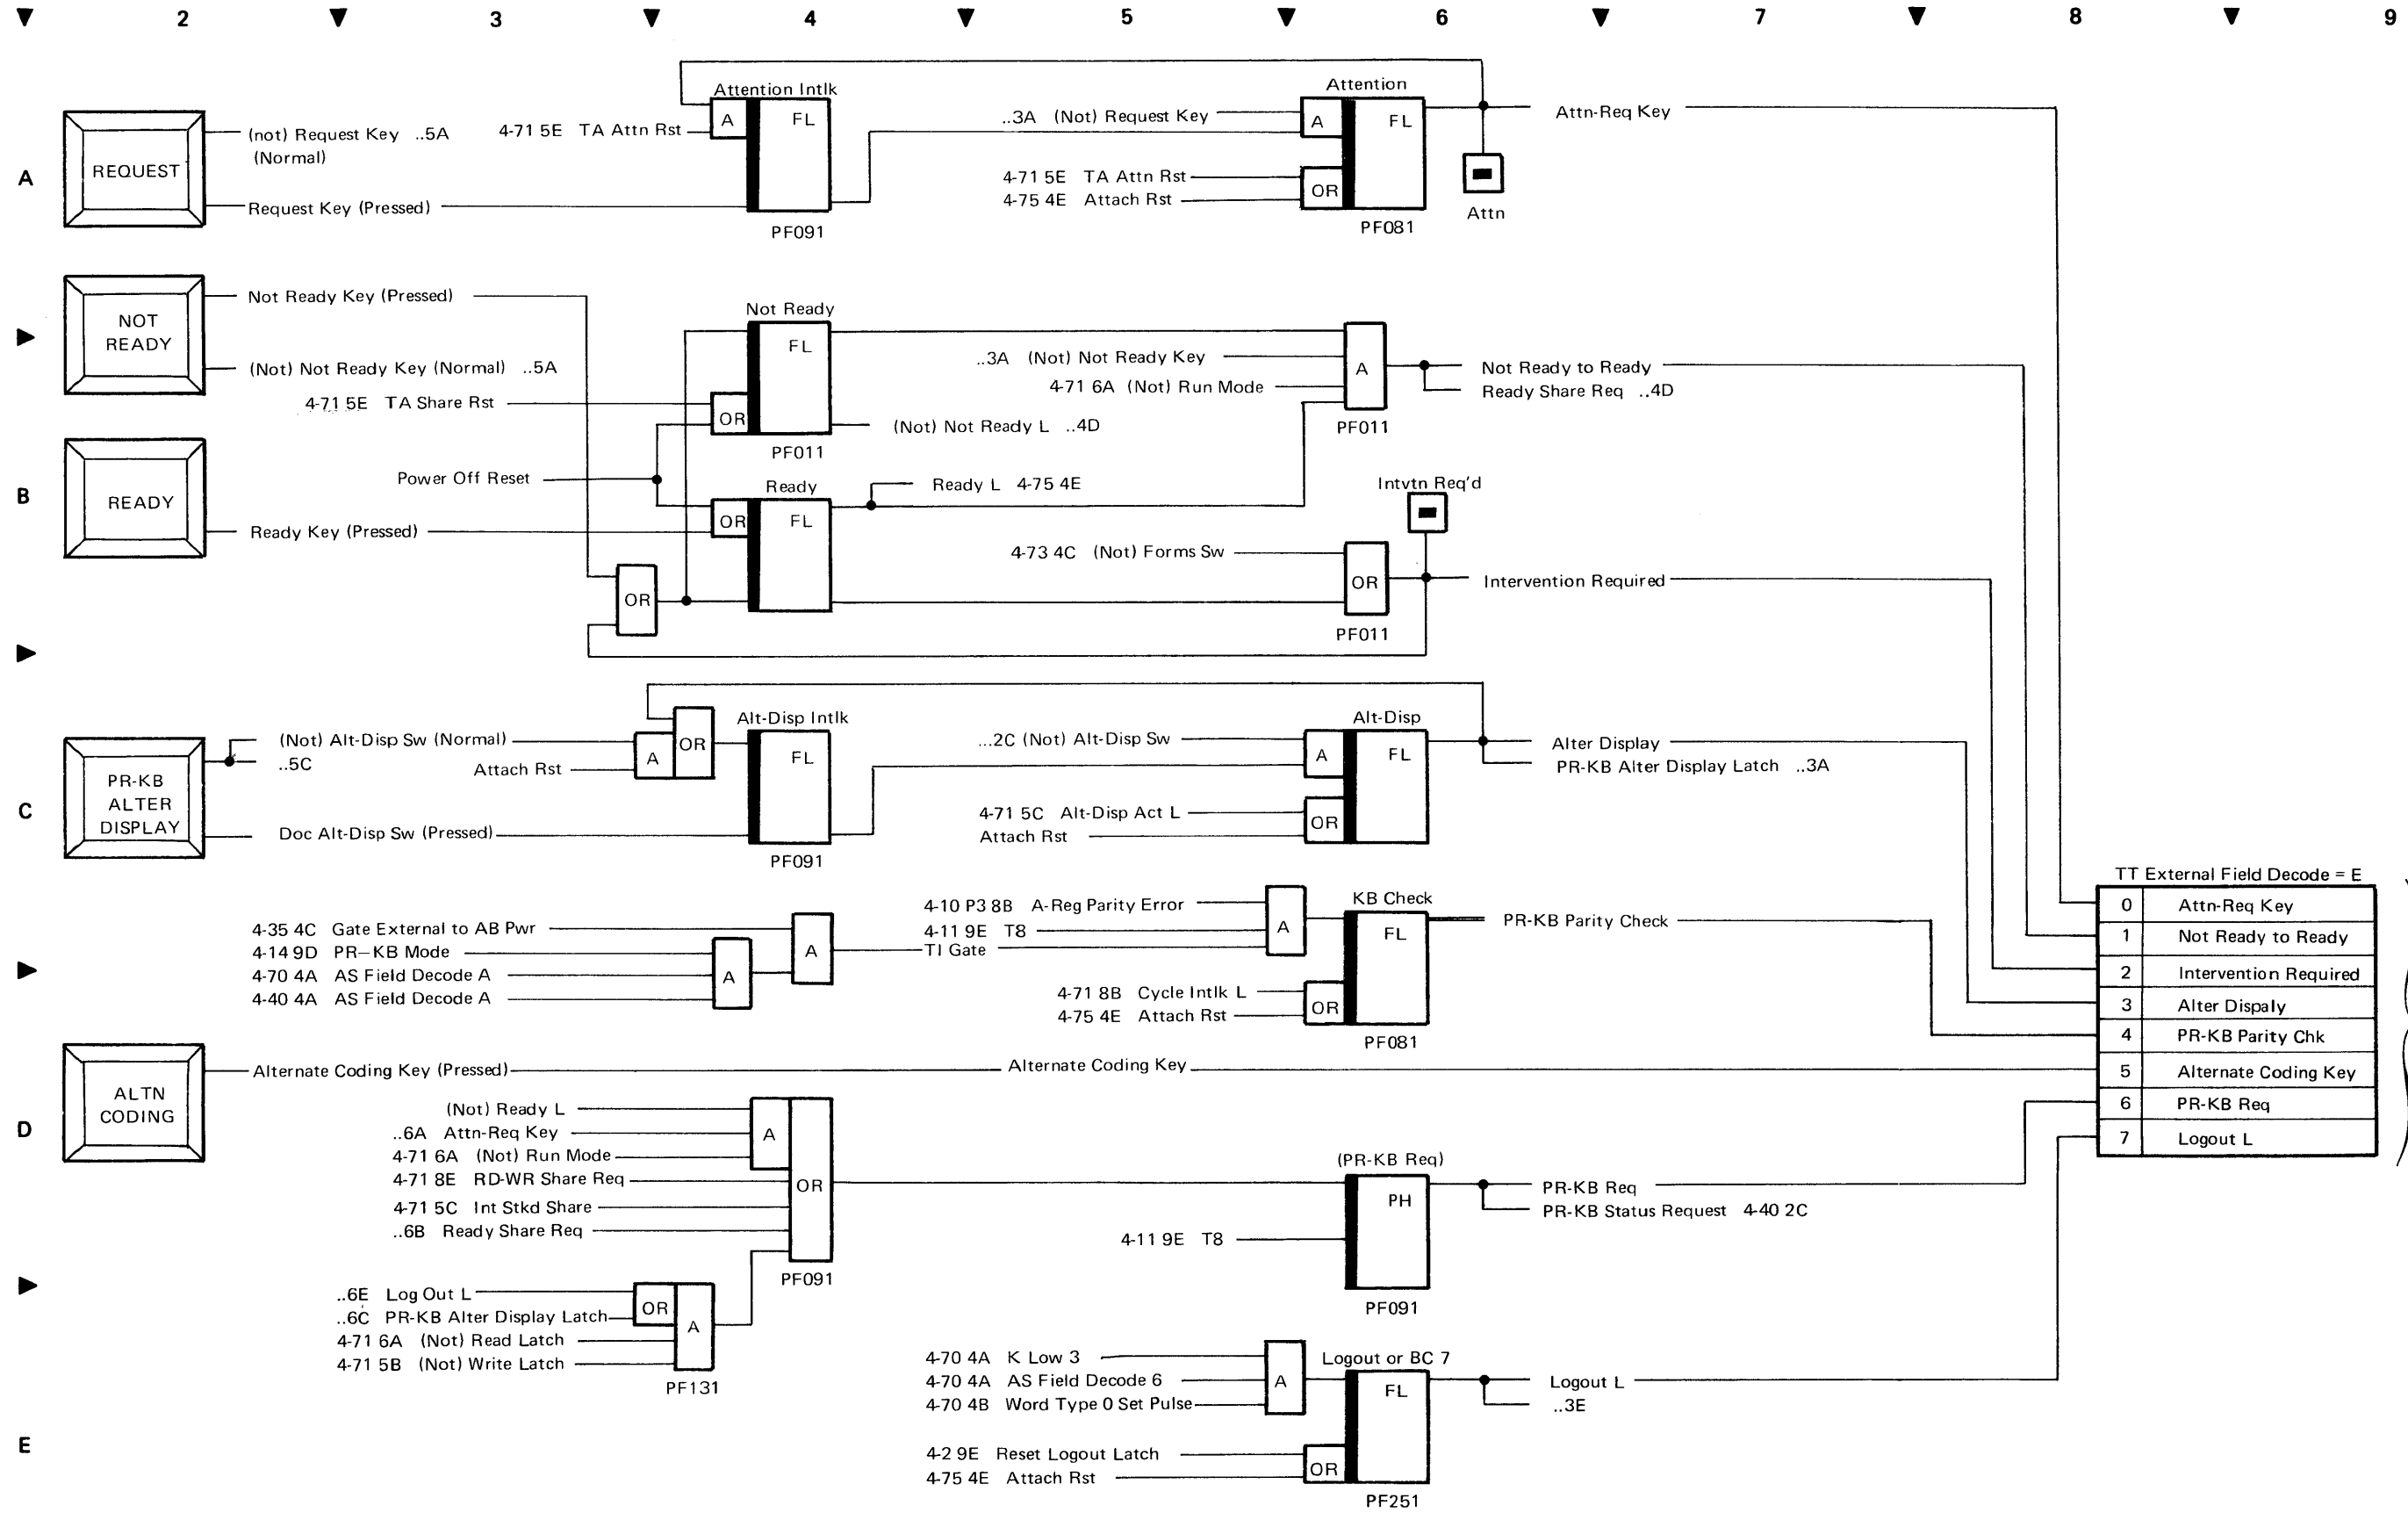 2 3 4 5 6 7 8 9
A
REQUEST
(not) Request Key ..5A
(Normal)
Request Key (Pressed)
4-71 5E TA Attn Rst
Attention Intlk
A
FL
PF091
..3A (Not) Request Key
4-71 5E TA Attn Rst
4-75 4E Attach Rst
Attention
A
OR
FL
PF081
Attn
Attn-Req Key
NOT
READY
Not Ready Key (Pressed)
(Not) Not Ready Key (Normal) ..5A
4-71 5E TA Share Rst
Not Ready
OR
FL
PF011
(Not) Not Ready L ..4D
..3A (Not) Not Ready Key
4-71 6A (Not) Run Mode
A
PF011
Not Ready to Ready
Ready Share Req ..4D
B
READY
Power Off Reset
Ready Key (Pressed)
OR
Ready
OR
FL
Ready L 4-75 4E
4-73 4C (Not) Forms Sw
OR
PF011
Intvtn Req'd
Intervention Required
C
PR-KB
ALTER
DISPLAY
(Not) Alt-Disp Sw (Normal)
..5C
Attach Rst
Doc Alt-Disp Sw (Pressed)
A
OR
Alt-Disp Intlk
FL
PF091
...2C (Not) Alt-Disp Sw
4-71 5C Alt-Disp Act L
Attach Rst
Alt-Disp
A
OR
FL
Alter Display
PR-KB Alter Display Latch ..3A
4-35 4C Gate External to AB Pwr
4-14 9D PR-KB Mode
4-70 4A AS Field Decode A
4-40 4A AS Field Decode A
A
A
4-10 P3 8B A-Reg Parity Error
4-11 9E T8
TI Gate
A
4-71 8B Cycle Intlk L
4-75 4E Attach Rst
OR
KB Check
FL
PF081
PR-KB Parity Check
TT External Field Decode = E
0 Attn-Req Key
1 Not Ready to Ready
2 Intervention Required
3 Alter Dispaly
4 PR-KB Parity Chk
5 Alternate Coding Key
6 PR-KB Req
7 Logout L
D
ALTN
CODING
Alternate Coding Key (Pressed)
Alternate Coding Key
(Not) Ready L
..6A Attn-Req Key
4-71 6A (Not) Run Mode
4-71 8E RD-WR Share Req
4-71 5C Int Stkd Share
..6B Ready Share Req
A
OR
PF091
4-11 9E T8
(PR-KB Req)
PH
PF091
PR-KB Req
PR-KB Status Request 4-40 2C
..6E Log Out L
..6C PR-KB Alter Display Latch
4-71 6A (Not) Read Latch
4-71 5B (Not) Write Latch
OR
A
PF131
E
4-70 4A K Low 3
4-70 4A AS Field Decode 6
4-70 4B Word Type 0 Set Pulse
A
4-2 9E Reset Logout Latch
4-75 4E Attach Rst
OR
Logout or BC 7
FL
PF251
Logout L
..3E